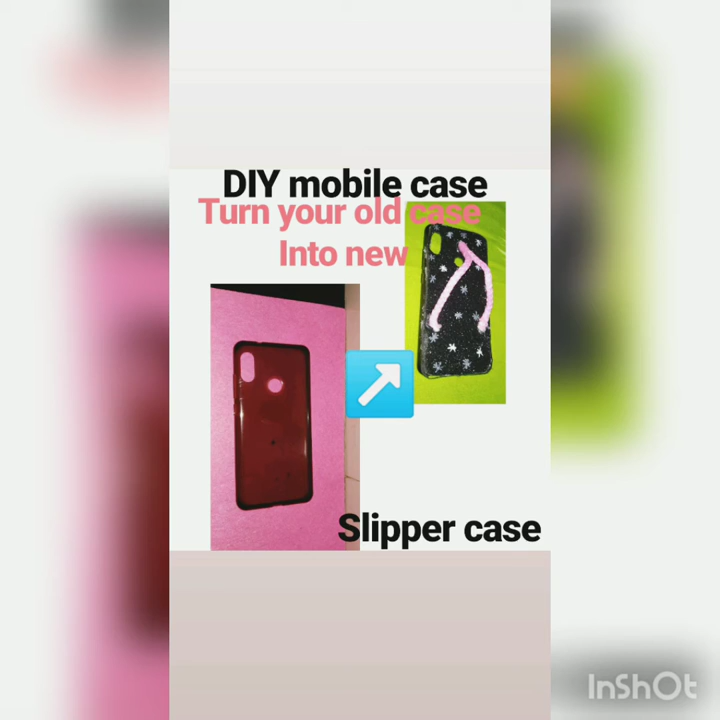 DIY mobile case
Turn your old case
Into new
Slipper case
InShOt